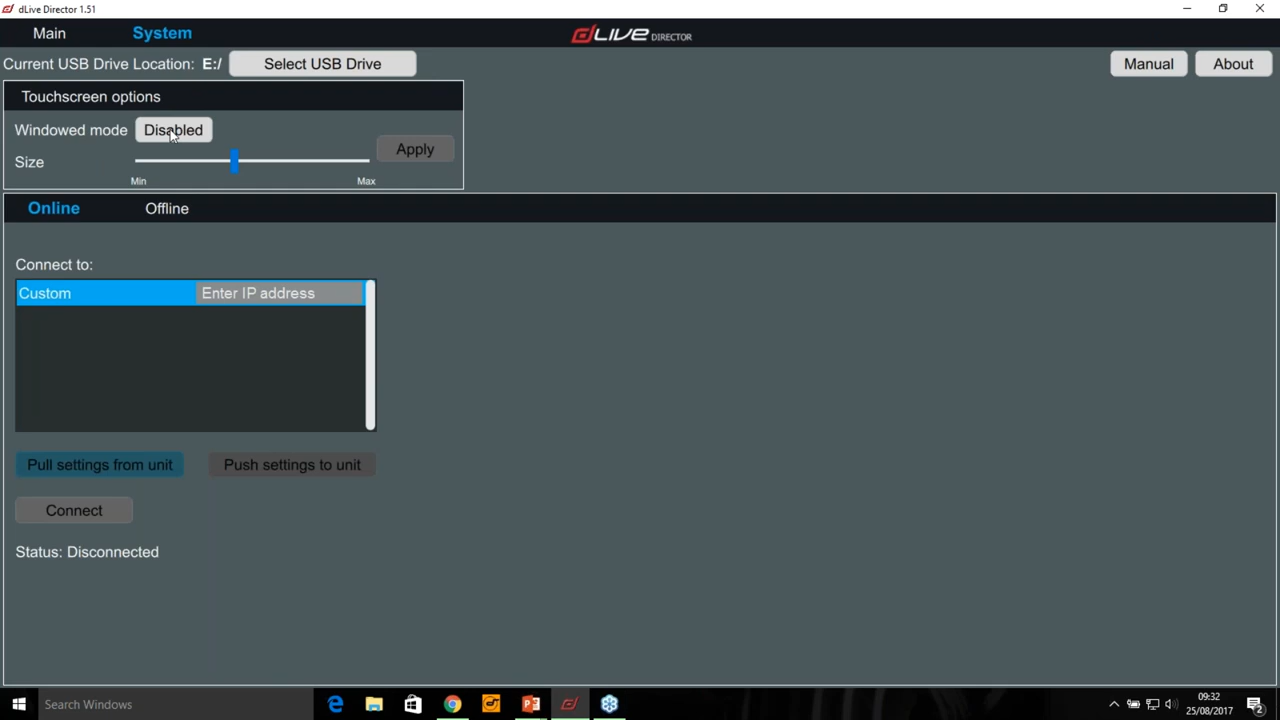 dLive Director 1.51
Main System dLive DIRECTOR
Current USB Drive Location: E:/ Select USB Drive Manual About
Touchscreen options
Windowed mode Disabled
Apply
Size
Min Max
Online Offline
Connect to:
Custom Enter IP address
Pull settings from unit Push settings to unit
Connect
Status: Disconnected
Search Windows
09:32
25/08/2017
2